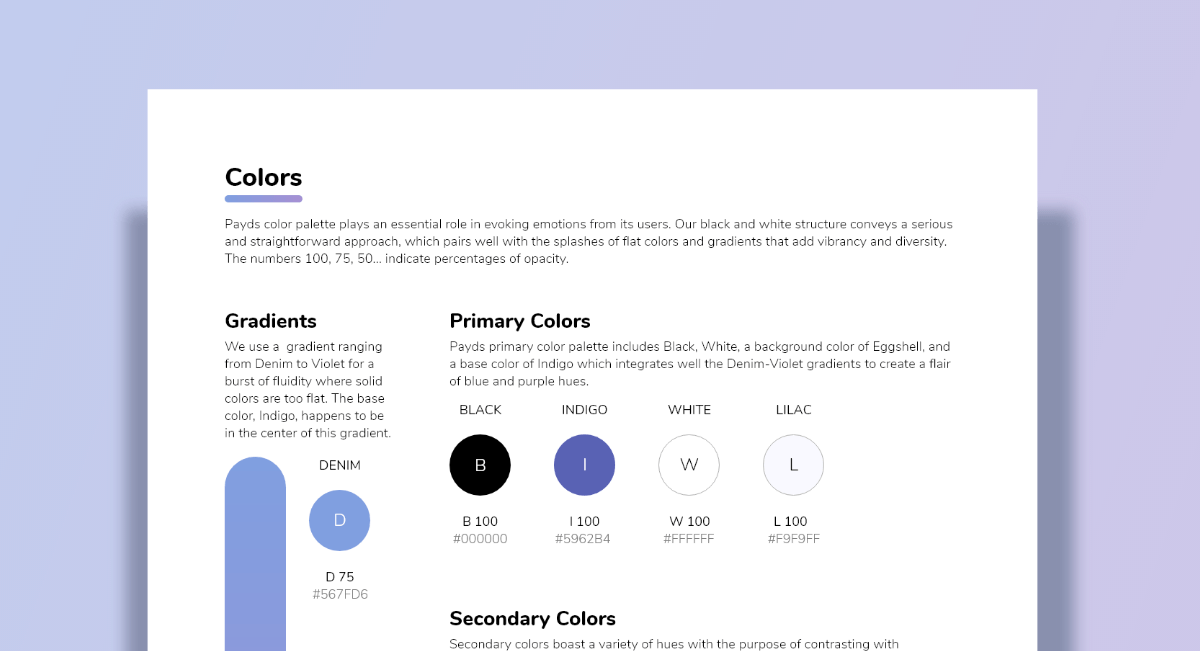 Colors
Payds color palette plays an essential role in evoking emotions from its users. Our black and white structure conveys a serious
and straightforward approach, which pairs well with the splashes of flat colors and gradients that add vibrancy and diversity.
The numbers 100, 75, 50... indicate percentages of opacity.
Gradients
We use a  gradient ranging
from Denim to Violet for a
burst of fluidity where solid
colors are too flat. The base
color, Indigo, happens to be
in the center of this gradient.
DENIM
D
D 75
#567FD6
Primary Colors
Payds primary color palette includes Black, White, a background color of Eggshell, and
a base color of Indigo which integrates well the Denim-Violet gradients to create a flair
of blue and purple hues.
BLACK INDIGO WHITE LILAC
B I W L
B 100 I 100 W 100 L 100
#000000 #5962B4 #FFFFFF #F9F9FF
Secondary Colors
Secondary colors boast a variety of hues with the purpose of contrasting with